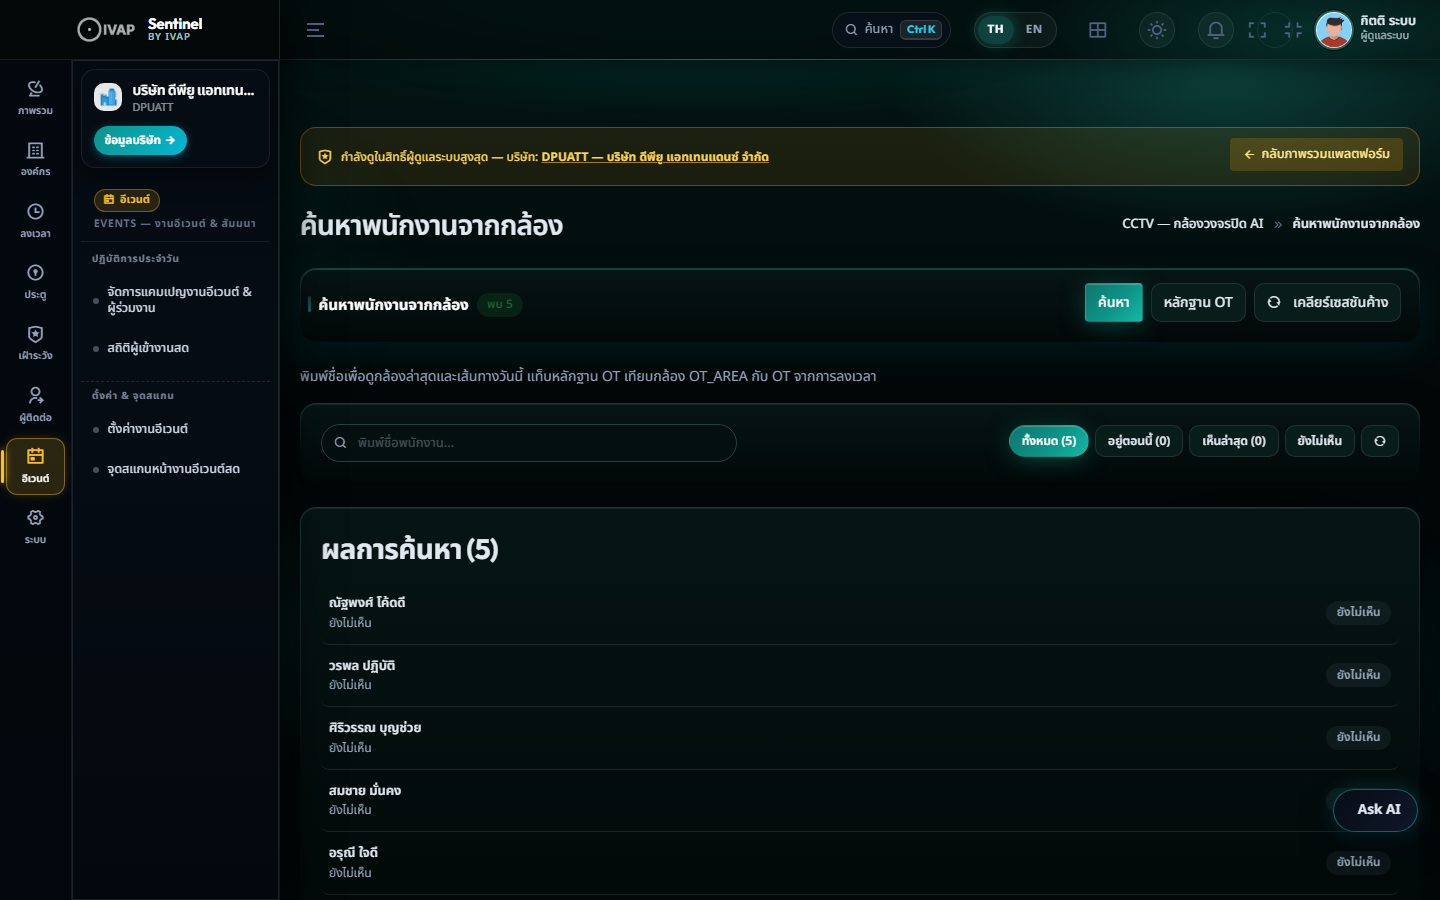 IVAP
Sentinel
BY IVAP
ค้นหา
Ctrl K
TH
EN
กิตติ ระบบ
ผู้ดูแลระบบ
ภาพรวม
องค์กร
ลงเวลา
ประตู
เฝ้าระวัง
ผู้ติดต่อ
อีเวนต์
ระบบ
บริษัท ดีพียู แอทเทน...
DPUATT
ข้อมูลบริษัท →
อีเวนต์
EVENTS — งานอีเวนต์ & สัมมนา
ปฏิบัติการประจำวัน
จัดการแคมเปญงานอีเวนต์ &
ผู้ร่วมงาน
สถิติผู้เข้างานสด
ตั้งค่า & จุดสแกน
ตั้งค่างานอีเวนต์
จุดสแกนหน้างานอีเวนต์สด
กำลังดูในสิทธิ์ผู้ดูแลระบบสูงสุด — บริษัท: DPUATT — บริษัท ดีพียู แอทเทนแดนซ์ จำกัด
← กลับภาพรวมแพลตฟอร์ม
ค้นหาพนักงานจากกล้อง
CCTV — กล้องวงจรปิด AI » ค้นหาพนักงานจากกล้อง
ค้นหาพนักงานจากกล้อง
พบ 5
ค้นหา
หลักฐาน OT
เคลียร์เซสชันค้าง
พิมพ์ชื่อเพื่อดูกล้องล่าสุดและเส้นทางวันนี้ แท็บหลักฐาน OT เทียบกล้อง OT_AREA กับ OT จากการลงเวลา
พิมพ์ชื่อพนักงาน...
ทั้งหมด (5)
อยู่ตอนนี้ (0)
เห็นล่าสุด (0)
ยังไม่เห็น
ผลการค้นหา (5)
ณัฐพงศ์ โค้ดดี
ยังไม่เห็น
ยังไม่เห็น
วรพล ปฏิบัติ
ยังไม่เห็น
ยังไม่เห็น
ศิริวรรณ บุญช่วย
ยังไม่เห็น
ยังไม่เห็น
สมชาย มั่นคง
ยังไม่เห็น
Ask AI
อรุณี ใจดี
ยังไม่เห็น
ยังไม่เห็น